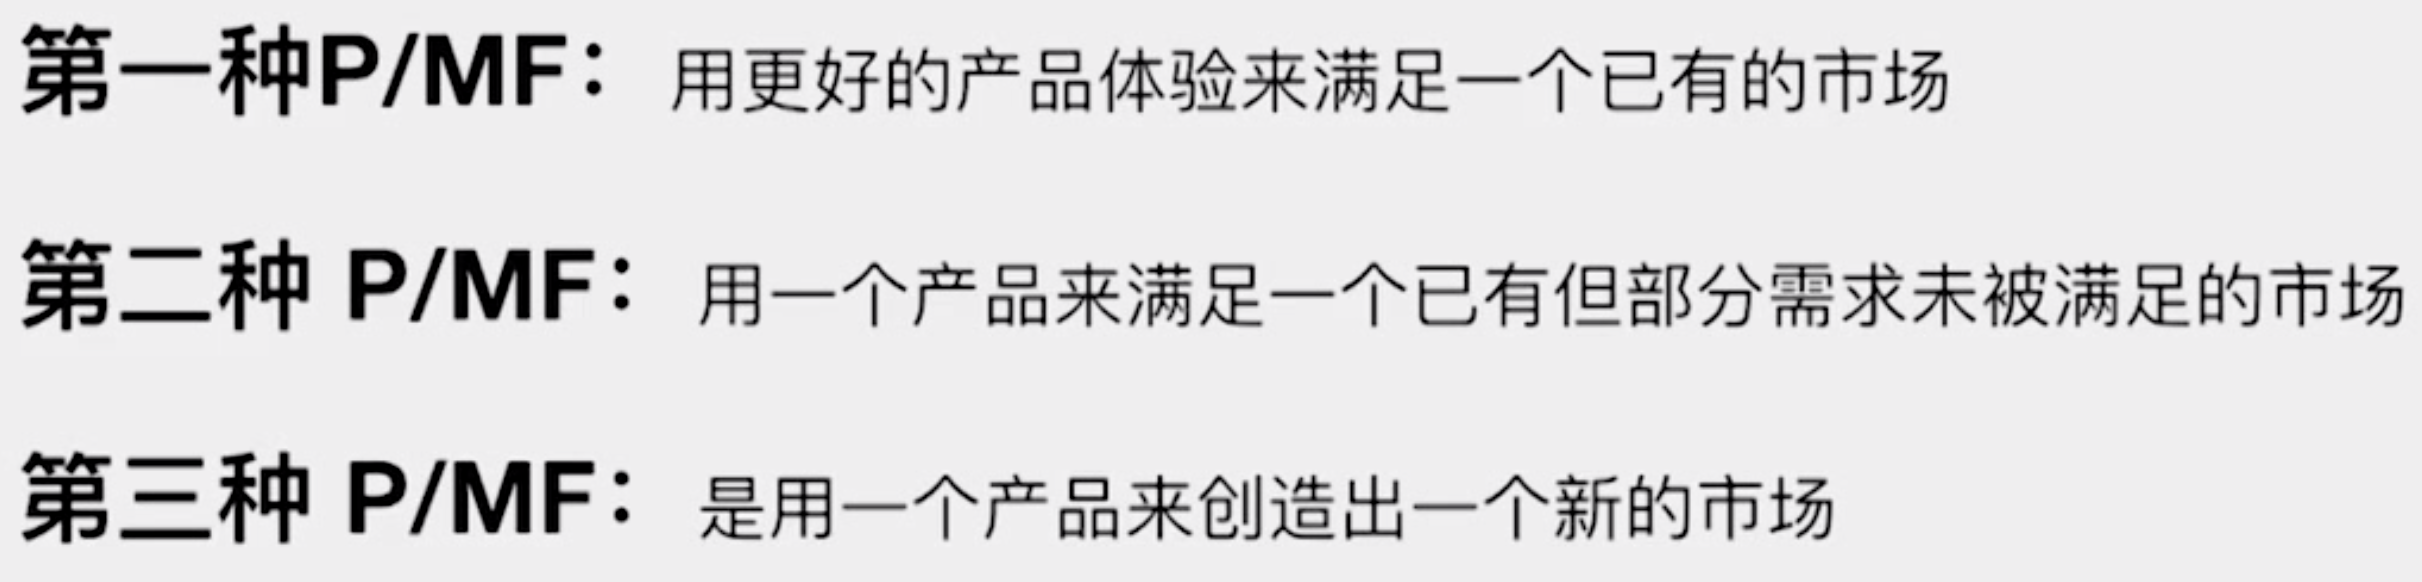 第一种P/MF：用更好的产品体验来满足一个已有的市场
第二种 P/MF：用一个产品来满足一个已有但部分需求未被满足的市场
第三种 P/MF：是用一个产品来创造出一个新的市场